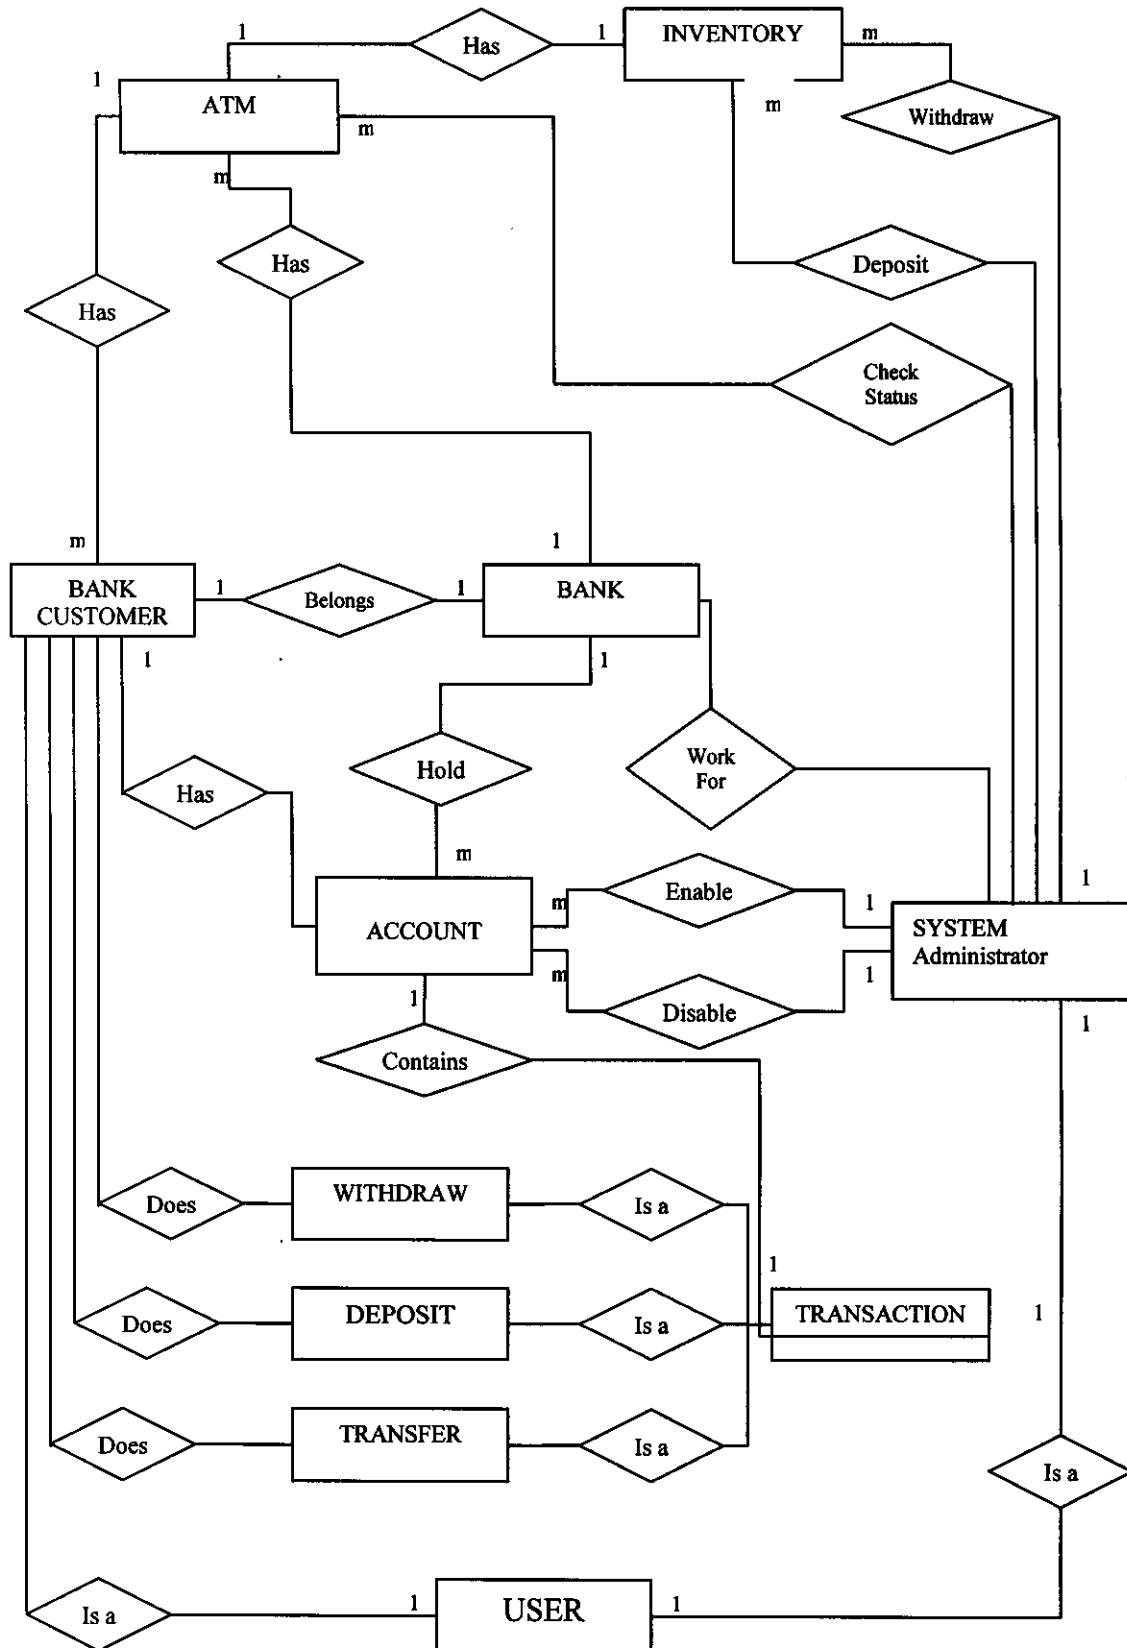 1 Has 1 INVENTORY m
1 ATM m
m Withdraw
m
Has Has Deposit
Check
Status
m 1
BANK
CUSTOMER 1 Belongs 1 BANK
1 1
Has Hold Work
For
m
m Enable 1 1
ACCOUNT SYSTEM
Administrator
m Disable 1
1 1
Contains
Does WITHDRAW Is a
1
Does DEPOSIT Is a TRANSACTION 1
Does TRANSFER Is a Is a
Is a 1 USER 1